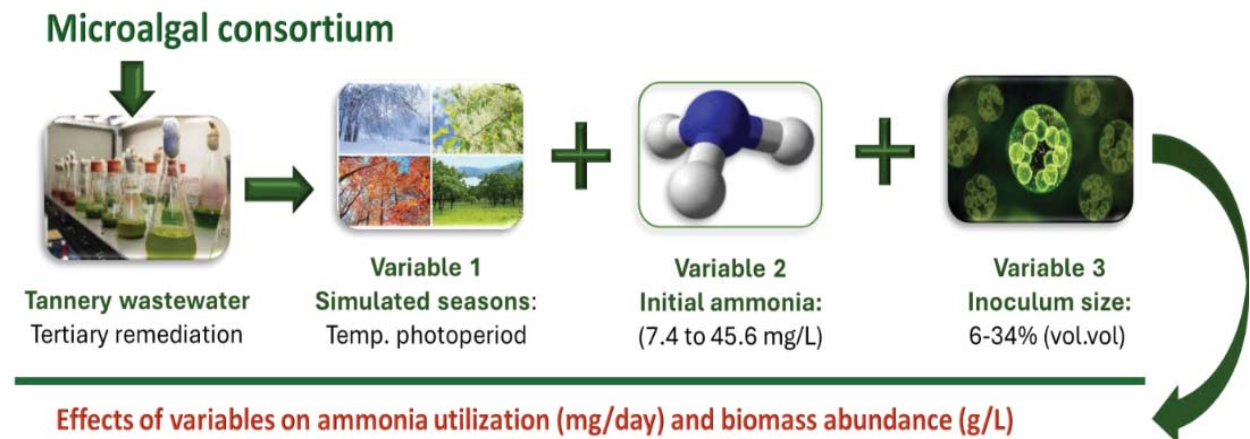 Microalgal consortium
Variable 1
Variable 2
Variable 3
Tannery wastewater
Simulated seasons:
Initial ammonia:
Inoculum size:
Tertiary remediation
Temp. photoperiod
(7.4 to 45.6 mg/L)
6-34% (vol.vol)
Effects of variables on ammonia utilization (mg/day) and biomass abundance (g/L)